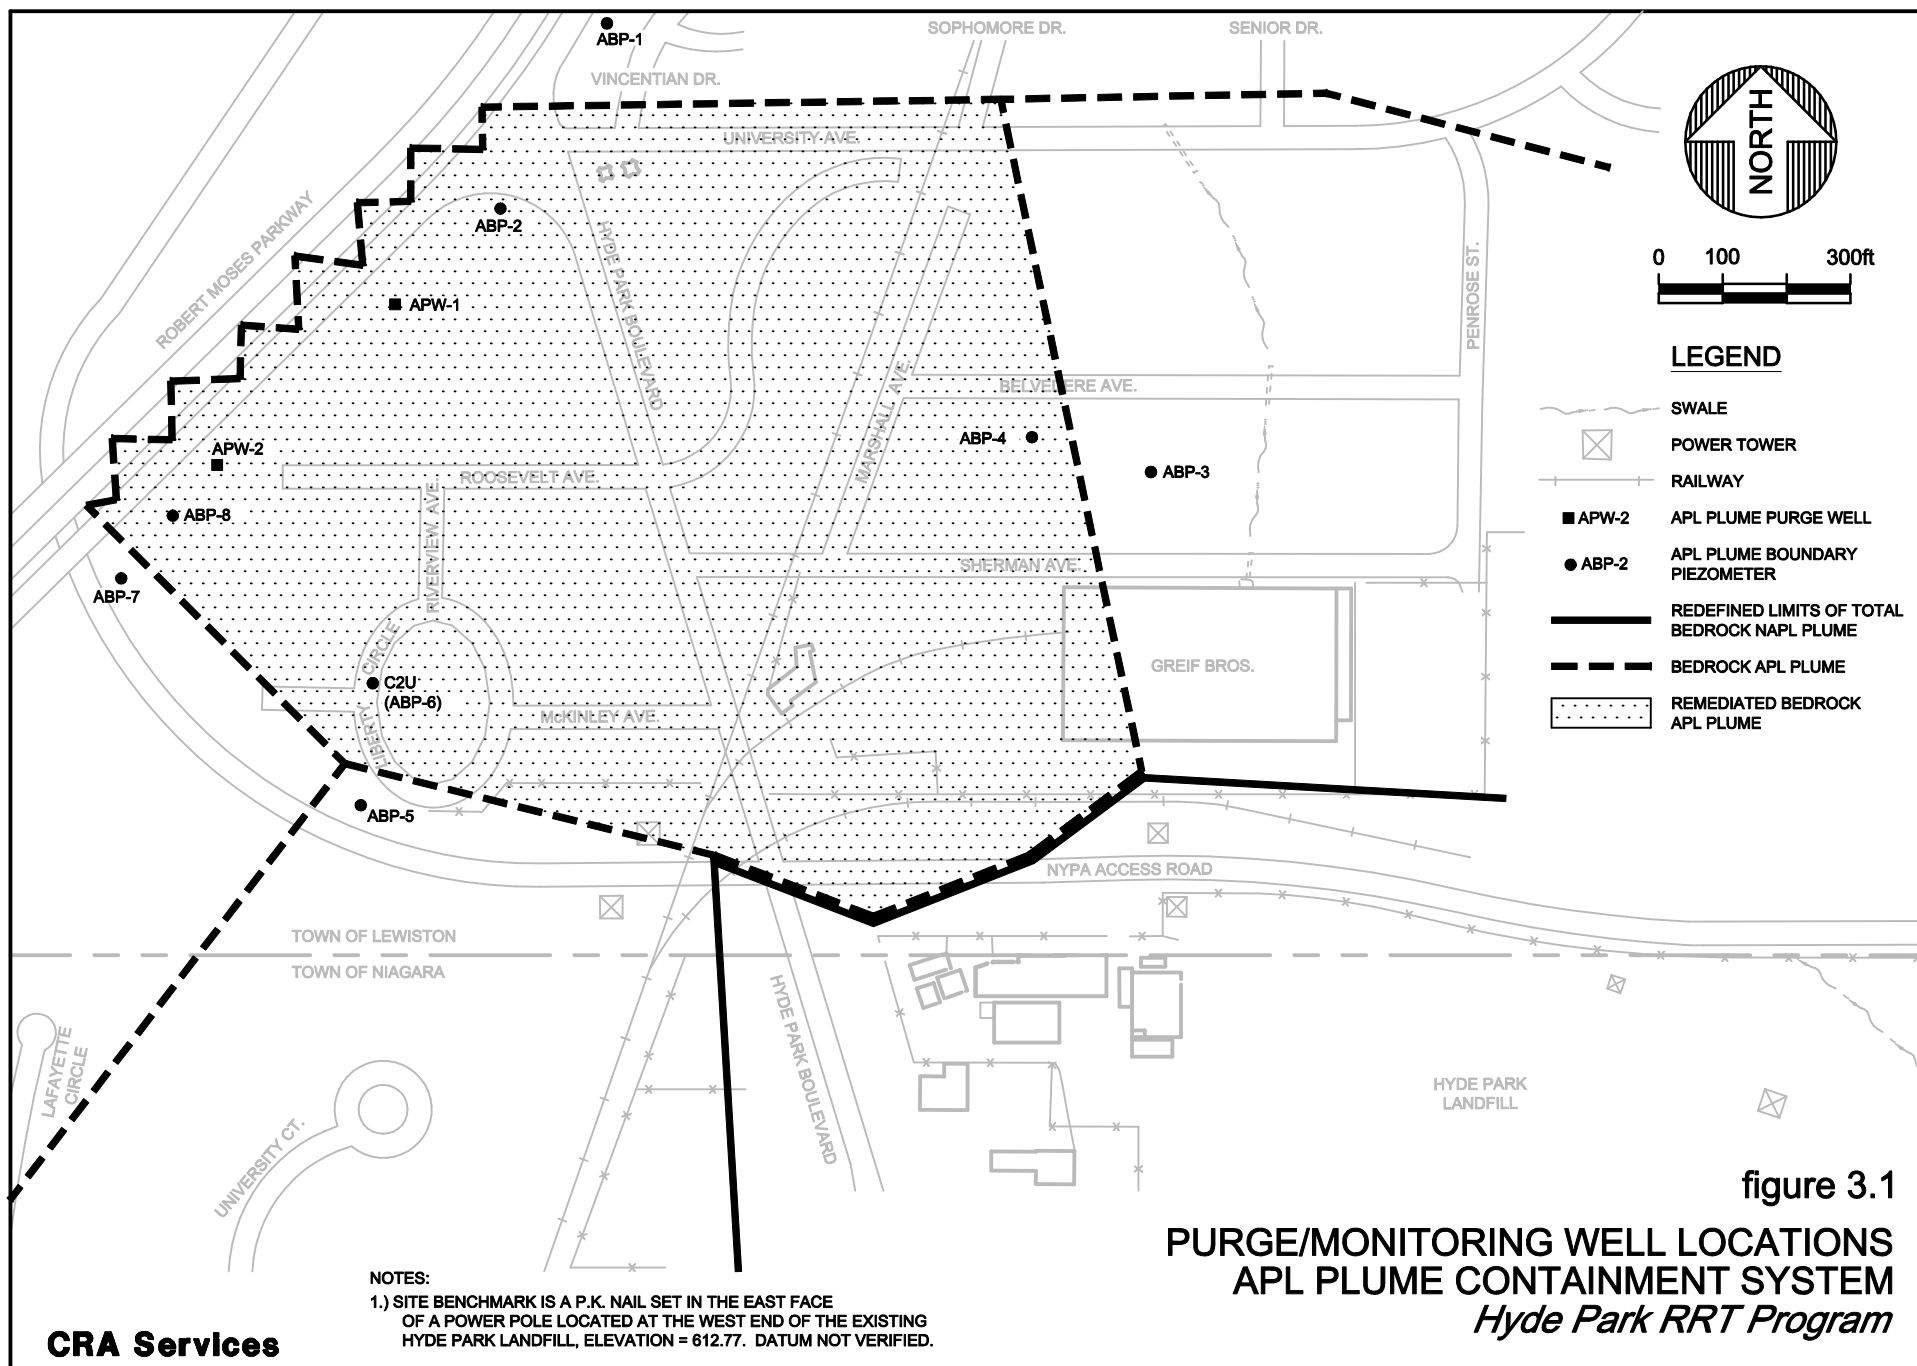 ABP-1
SOPHOMORE DR.
SENIOR DR.
VINCENTIAN DR.
UNIVERSITY AVE.
NORTH
ROBERT MOSES PARKWAY
ABP-2
HYDE PARK BOULEVARD
APW-1
PENROSE ST.
0 100 300ft
LEGEND
SWALE
POWER TOWER
RAILWAY
APW-2
APL PLUME PURGE WELL
ABP-2
APL PLUME BOUNDARY
PIEZOMETER
REDEFINED LIMITS OF TOTAL
BEDROCK NAPL PLUME
BEDROCK APL PLUME
REMEDIATED BEDROCK
APL PLUME
BELVEDERE AVE.
MARSHALL AVE.
ABP-4
ABP-3
APW-2
ROOSEVELT AVE.
ABP-8
RIVERVIEW AVE.
SHERMAN AVE.
ABP-7
LIBERTY CIRCLE
C2U
(ABP-6)
McKINLEY AVE.
GREIF BROS.
ABP-5
NYPA ACCESS ROAD
TOWN OF LEWISTON
TOWN OF NIAGARA
HYDE PARK BOULEVARD
LAFAYETTE
CIRCLE
UNIVERSITY CT.
HYDE PARK
LANDFILL
figure 3.1
PURGE/MONITORING WELL LOCATIONS
APL PLUME CONTAINMENT SYSTEM
Hyde Park RRT Program
NOTES:
1.) SITE BENCHMARK IS A P.K. NAIL SET IN THE EAST FACE
OF A POWER POLE LOCATED AT THE WEST END OF THE EXISTING
HYDE PARK LANDFILL, ELEVATION = 612.77. DATUM NOT VERIFIED.
CRA Services